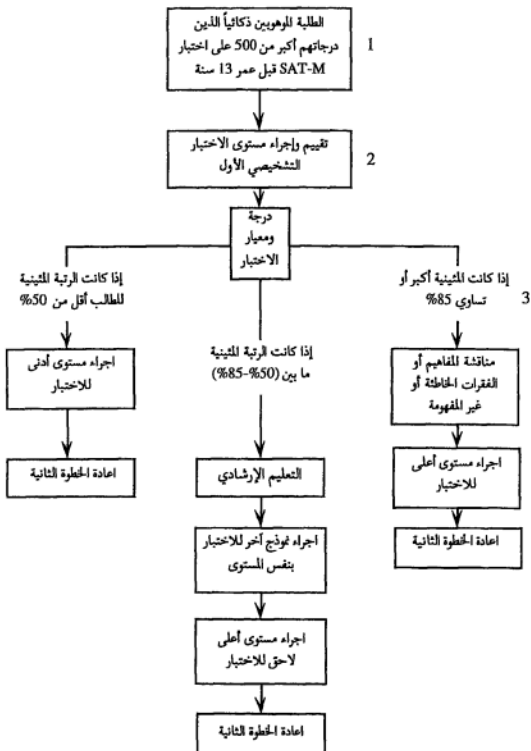 الطلبة الموهوبين ذكائياً الذين
درجاتهم أكبر من 500 على اختبار
SAT-M قبل عمر 13 سنة
1
تقييم وإجراء مستوى الاختبار
التشخيصي الأول
2
درجة
ومعيار
الاختبار
إذا كانت المئينية أكبر أو
تساوي 85%
3
مناقشة المفاهيم أو
الفقرات الخاطئة أو
غير المفهومة
اجراء مستوى أعلى
للاختبار
اعادة الخطوة الثانية
إذا كانت الرتبة المئينية
ما بين (50%-85%)
التعليم الإرشادي
اجراء نموذج آخر للاختبار
بنفس المستوى
اجراء مستوى أعلى
لاحق للاختبار
اعادة الخطوة الثانية
إذا كانت الرتبة المئينية
للطالب أقل من 50%
اجراء مستوى أدنى
للاختبار
اعادة الخطوة الثانية